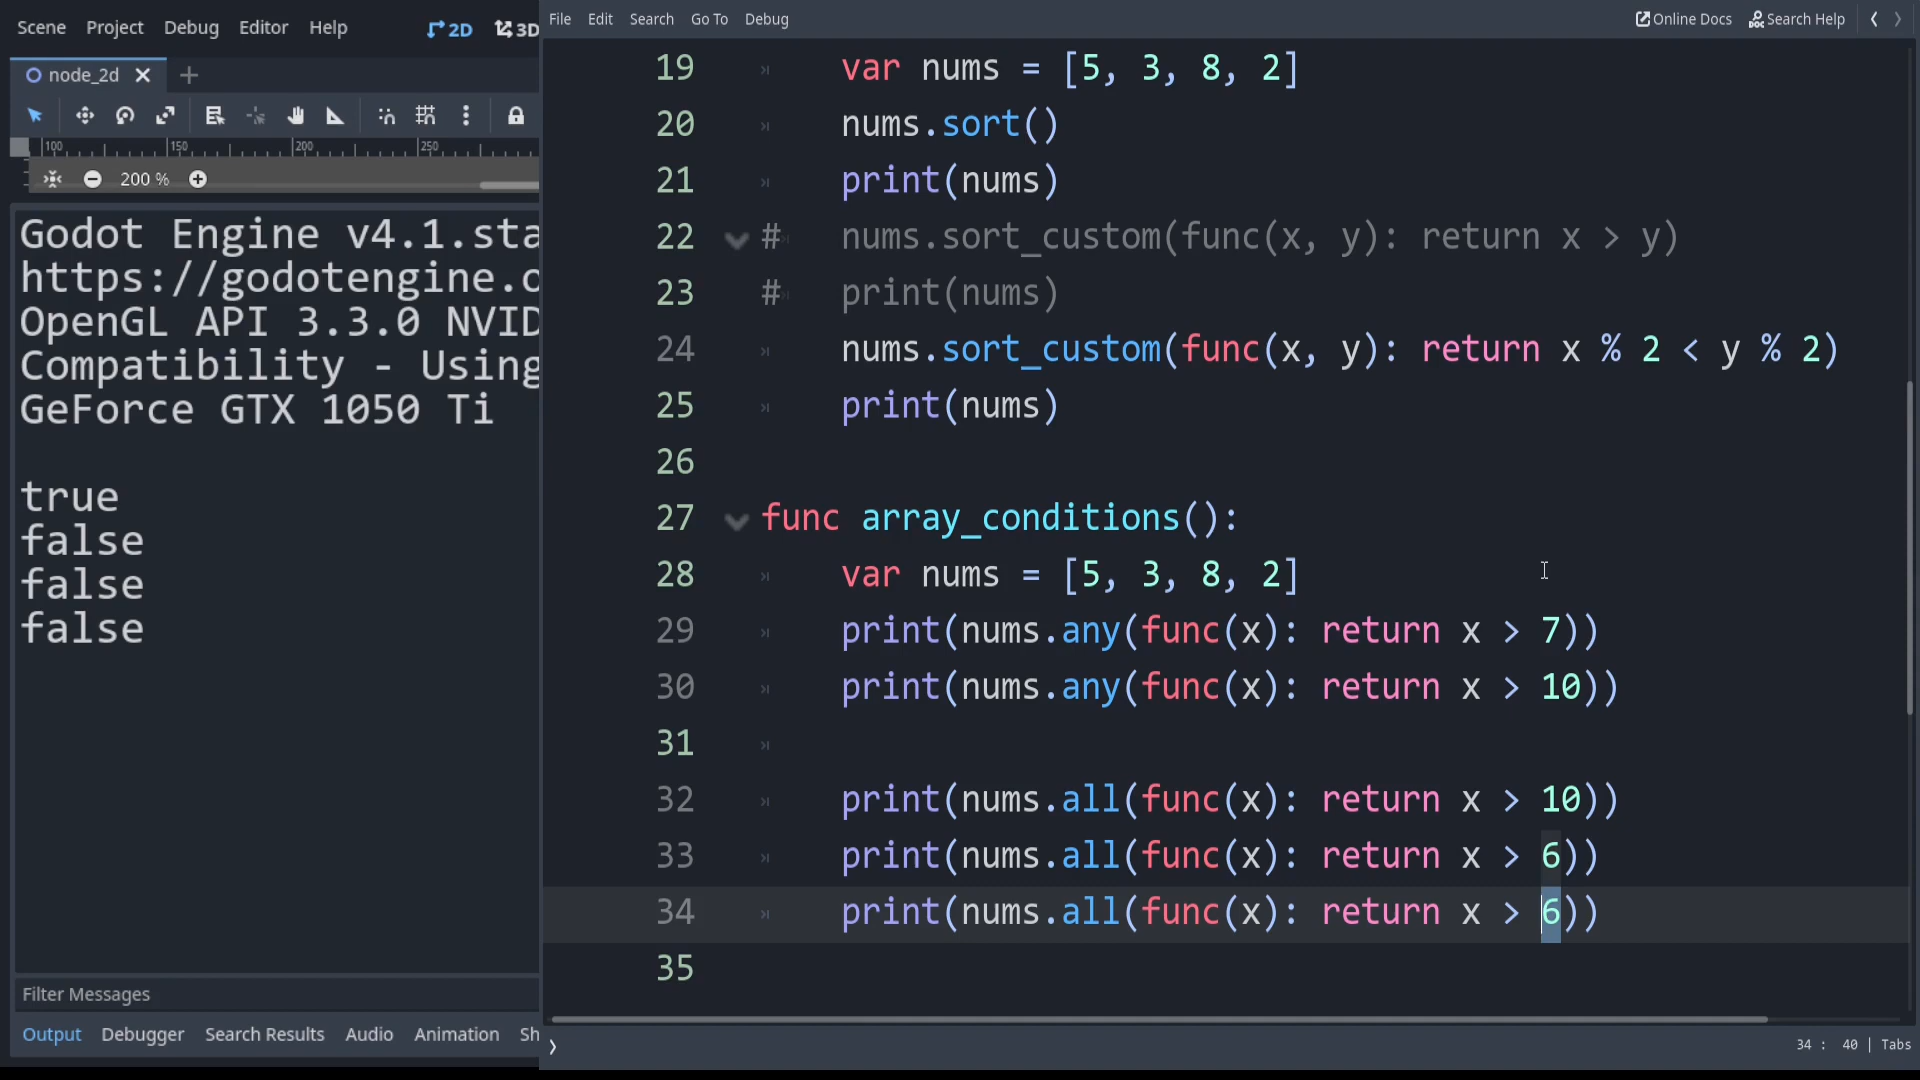 Scene Project Debug Editor Help 2D 3D
node_2d
100 150 200 250
200 %
Godot Engine v4.1.sta
https://godotengine.o
OpenGL API 3.3.0 NVID
Compatibility - Using
GeForce GTX 1050 Ti
true
false
false
false
Filter Messages
Output Debugger Search Results Audio Animation Sh
File Edit Search Go To Debug Online Docs Search Help
19 var nums = [5, 3, 8, 2]
20 nums.sort()
21 print(nums)
22 # nums.sort_custom(func(x, y): return x > y)
23 # print(nums)
24 nums.sort_custom(func(x, y): return x % 2 < y % 2)
25 print(nums)
26
27 func array_conditions():
28 var nums = [5, 3, 8, 2]
29 print(nums.any(func(x): return x > 7))
30 print(nums.any(func(x): return x > 10))
31
32 print(nums.all(func(x): return x > 10))
33 print(nums.all(func(x): return x > 6))
34 print(nums.all(func(x): return x > 6))
35
34 : 40 | Tabs